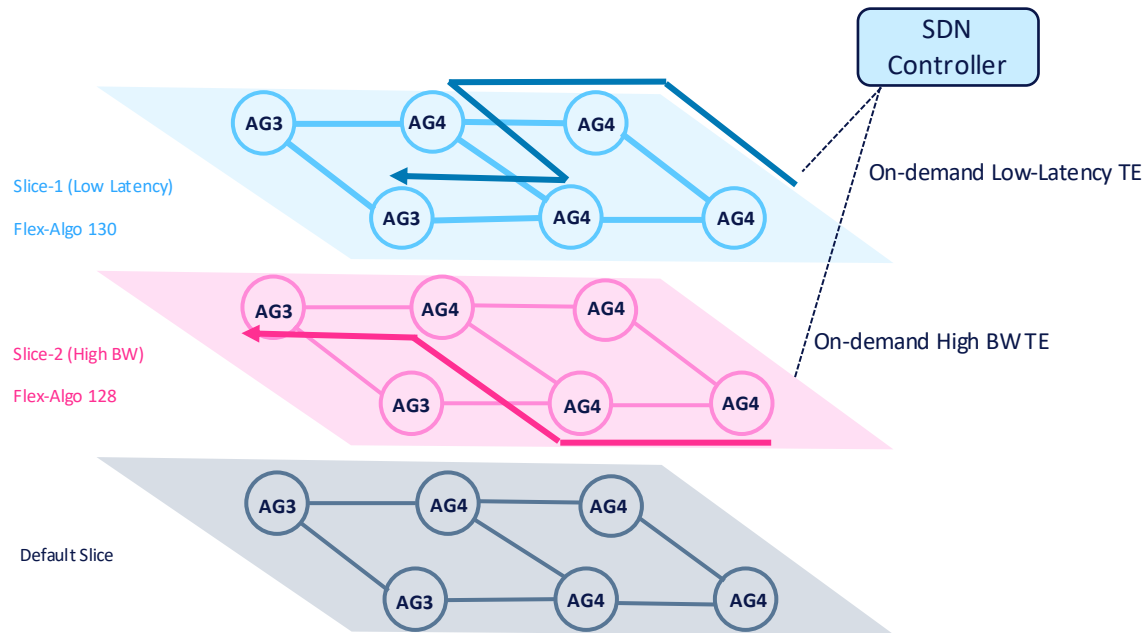 SDN
Controller
AG3
AG4
AG4
On-demand Low-Latency TE
Slice-1 (Low Latency)
Flex-Algo 130
AG3
AG4
AG4
AG3
AG4
AG4
On-demand High BW TE
Slice-2 (High BW)
Flex-Algo 128
AG3
AG4
AG4
AG3
AG4
AG4
Default Slice
AG3
AG4
AG4